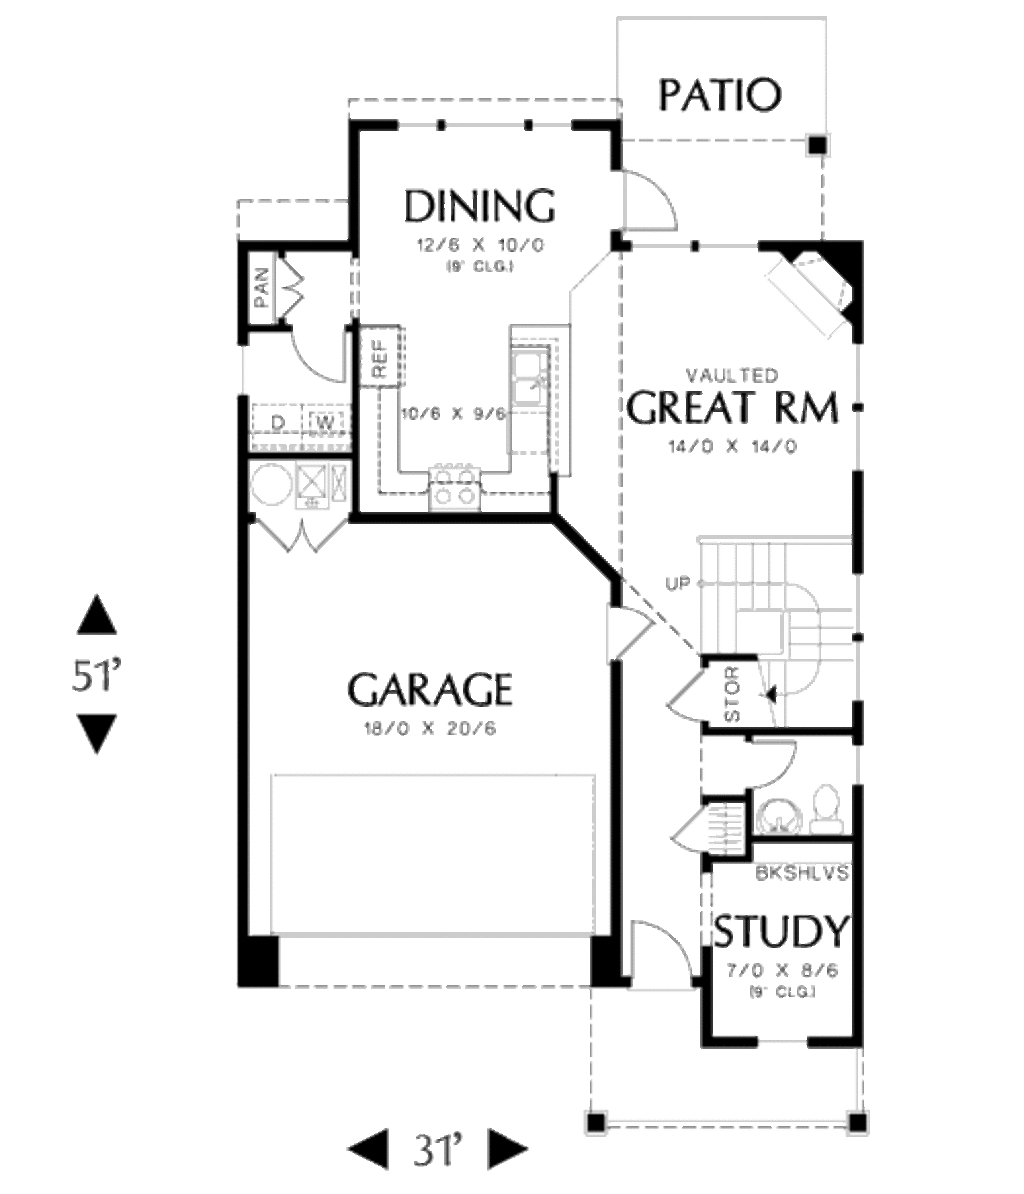 PATIO
DINING
12/6 X 10/0
(9' CLG.)
PAN
REF
VAULTED
GREAT RM
14/0 X 14/0
10/6 X 9/6
D
W
UP
51'
GARAGE
18/0 X 20/6
STOR
BKSHLVS
STUDY
7/0 X 8/6
(9' CLG.)
31'